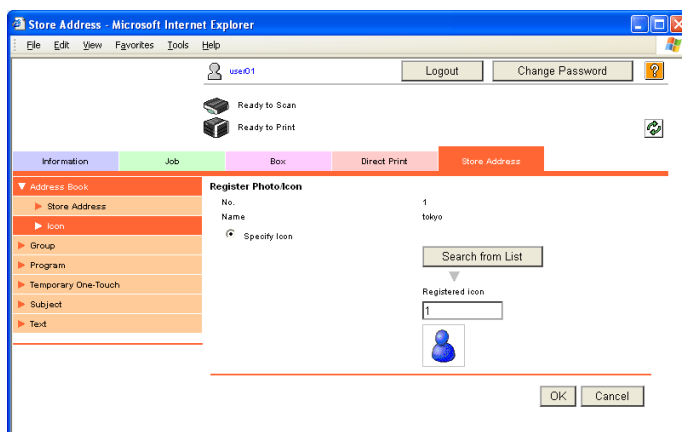 Store Address - Microsoft Internet Explorer
File Edit View Favorites Tools Help
user01
Logout
Change Password
?
Ready to Scan
Ready to Print
Information
Job
Box
Direct Print
Store Address
Address Book
Store Address
Icon
Group
Program
Temporary One-Touch
Subject
Text
Register Photo/Icon
No. 1
Name tokyo
Specify Icon
Search from List
Registered icon
1
OK
Cancel